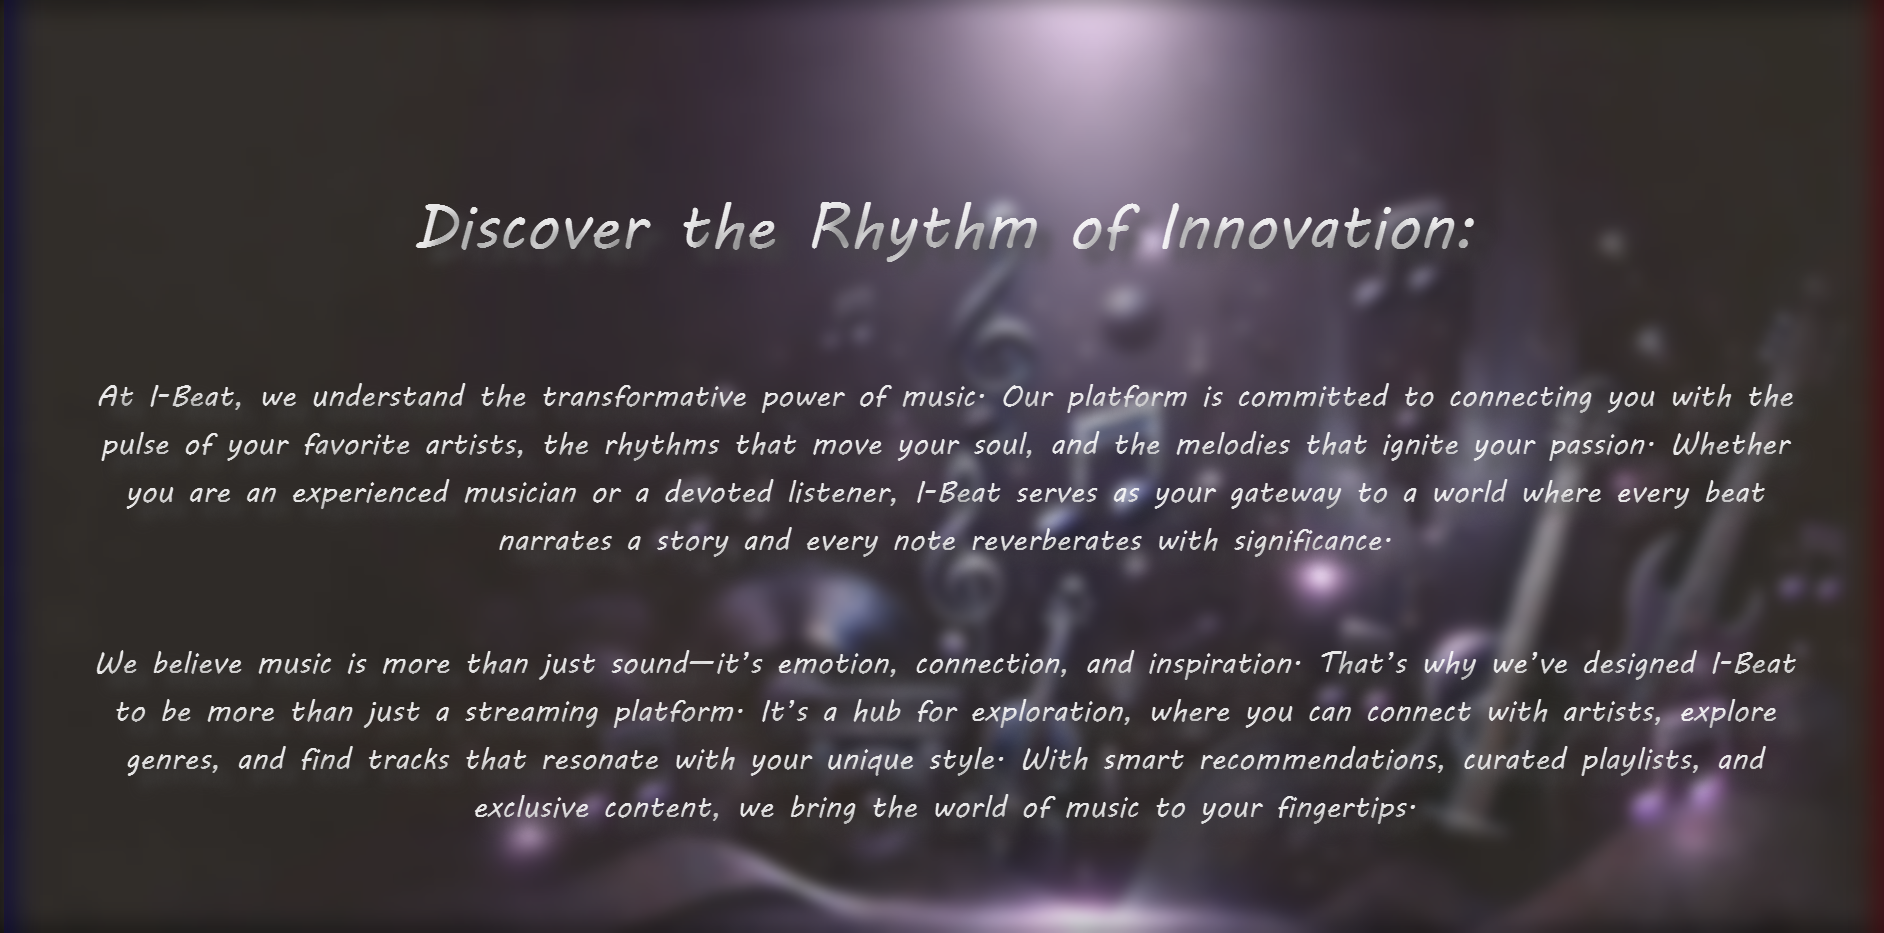 Discover the Rhythm of Innovation:
At I-Beat, we understand the transformative power of music. Our platform is committed to connecting you with the
pulse of your favorite artists, the rhythms that move your soul, and the melodies that ignite your passion. Whether
you are an experienced musician or a devoted listener, I-Beat serves as your gateway to a world where every beat
narrates a story and every note reverberates with significance.
We believe music is more than just sound—it’s emotion, connection, and inspiration. That’s why we’ve designed I-Beat
to be more than just a streaming platform. It’s a hub for exploration, where you can connect with artists, explore
genres, and find tracks that resonate with your unique style. With smart recommendations, curated playlists, and
exclusive content, we bring the world of music to your fingertips.